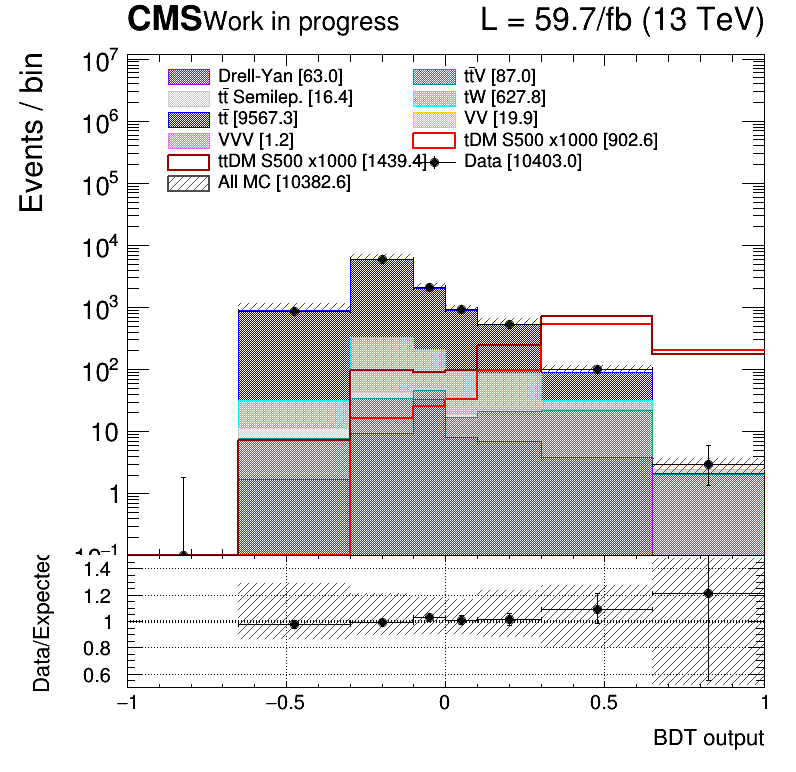 CMS Work in progress L = 59.7/fb (13 TeV)
Events / bin
10⁷
10⁶
10⁵
10⁴
10³
10²
10
1
10⁻¹
Drell-Yan [63.0] tt̄V [87.0]
tt̄ Semilep. [16.4] tW [627.8]
tt̄ [9567.3] VV [19.9]
VVV [1.2] tDM S500 x1000 [902.6]
ttDM S500 x1000 [1439.4] Data [10403.0]
All MC [10382.6]
Data/Expected
1.4
1.2
1
0.8
0.6
−1 −0.5 0 0.5 1
BDT output